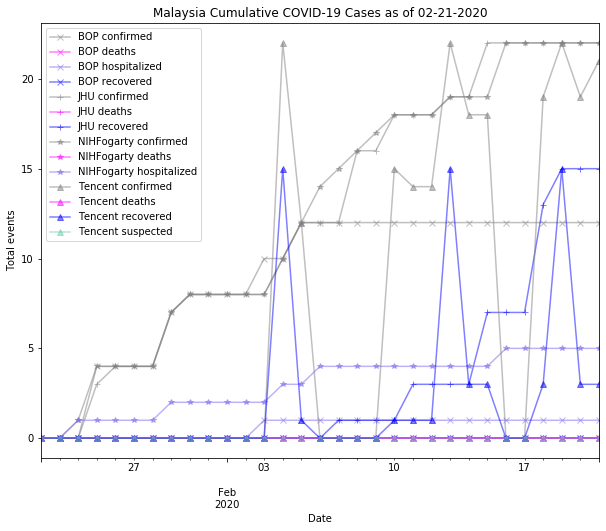 Malaysia Cumulative COVID-19 Cases as of 02-21-2020
BOP confirmed
BOP deaths
BOP hospitalized
BOP recovered
JHU confirmed
JHU deaths
JHU recovered
NIHFogarty confirmed
NIHFogarty deaths
NIHFogarty hospitalized
Tencent confirmed
Tencent deaths
Tencent recovered
Tencent suspected
Total events
20
15
10
5
0
27
03
10
17
Feb
2020
Date